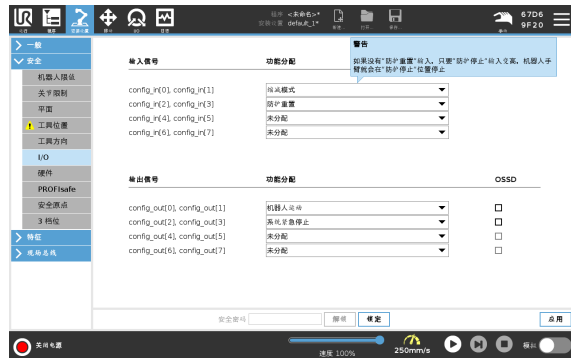 UR
程序 <未命名>*
安装设置 default_1*
67D6
9F20
一般
安全
机器人限值
关节限制
平面
工具位置
工具方向
I/O
硬件
PROFIsafe
安全原点
3 档位
特征
现场总线
警告
如果没有"防护重置"输入，只要"防护停止"输入变高，机器人手
臂就会在"防护停止"位置停止
输入信号 功能分配
config_in[0], config_in[1] 缩减模式
config_in[2], config_in[3] 防护重置
config_in[4], config_in[5] 未分配
config_in[6], config_in[7] 未分配
输出信号 功能分配 OSSD
config_out[0], config_out[1] 机器人运动
config_out[2], config_out[3] 系统紧急停止
config_out[4], config_out[5] 未分配
config_out[6], config_out[7] 未分配
安全密码 解锁 锁定 应用
关闭电源
速度 100%
250mm/s
模拟